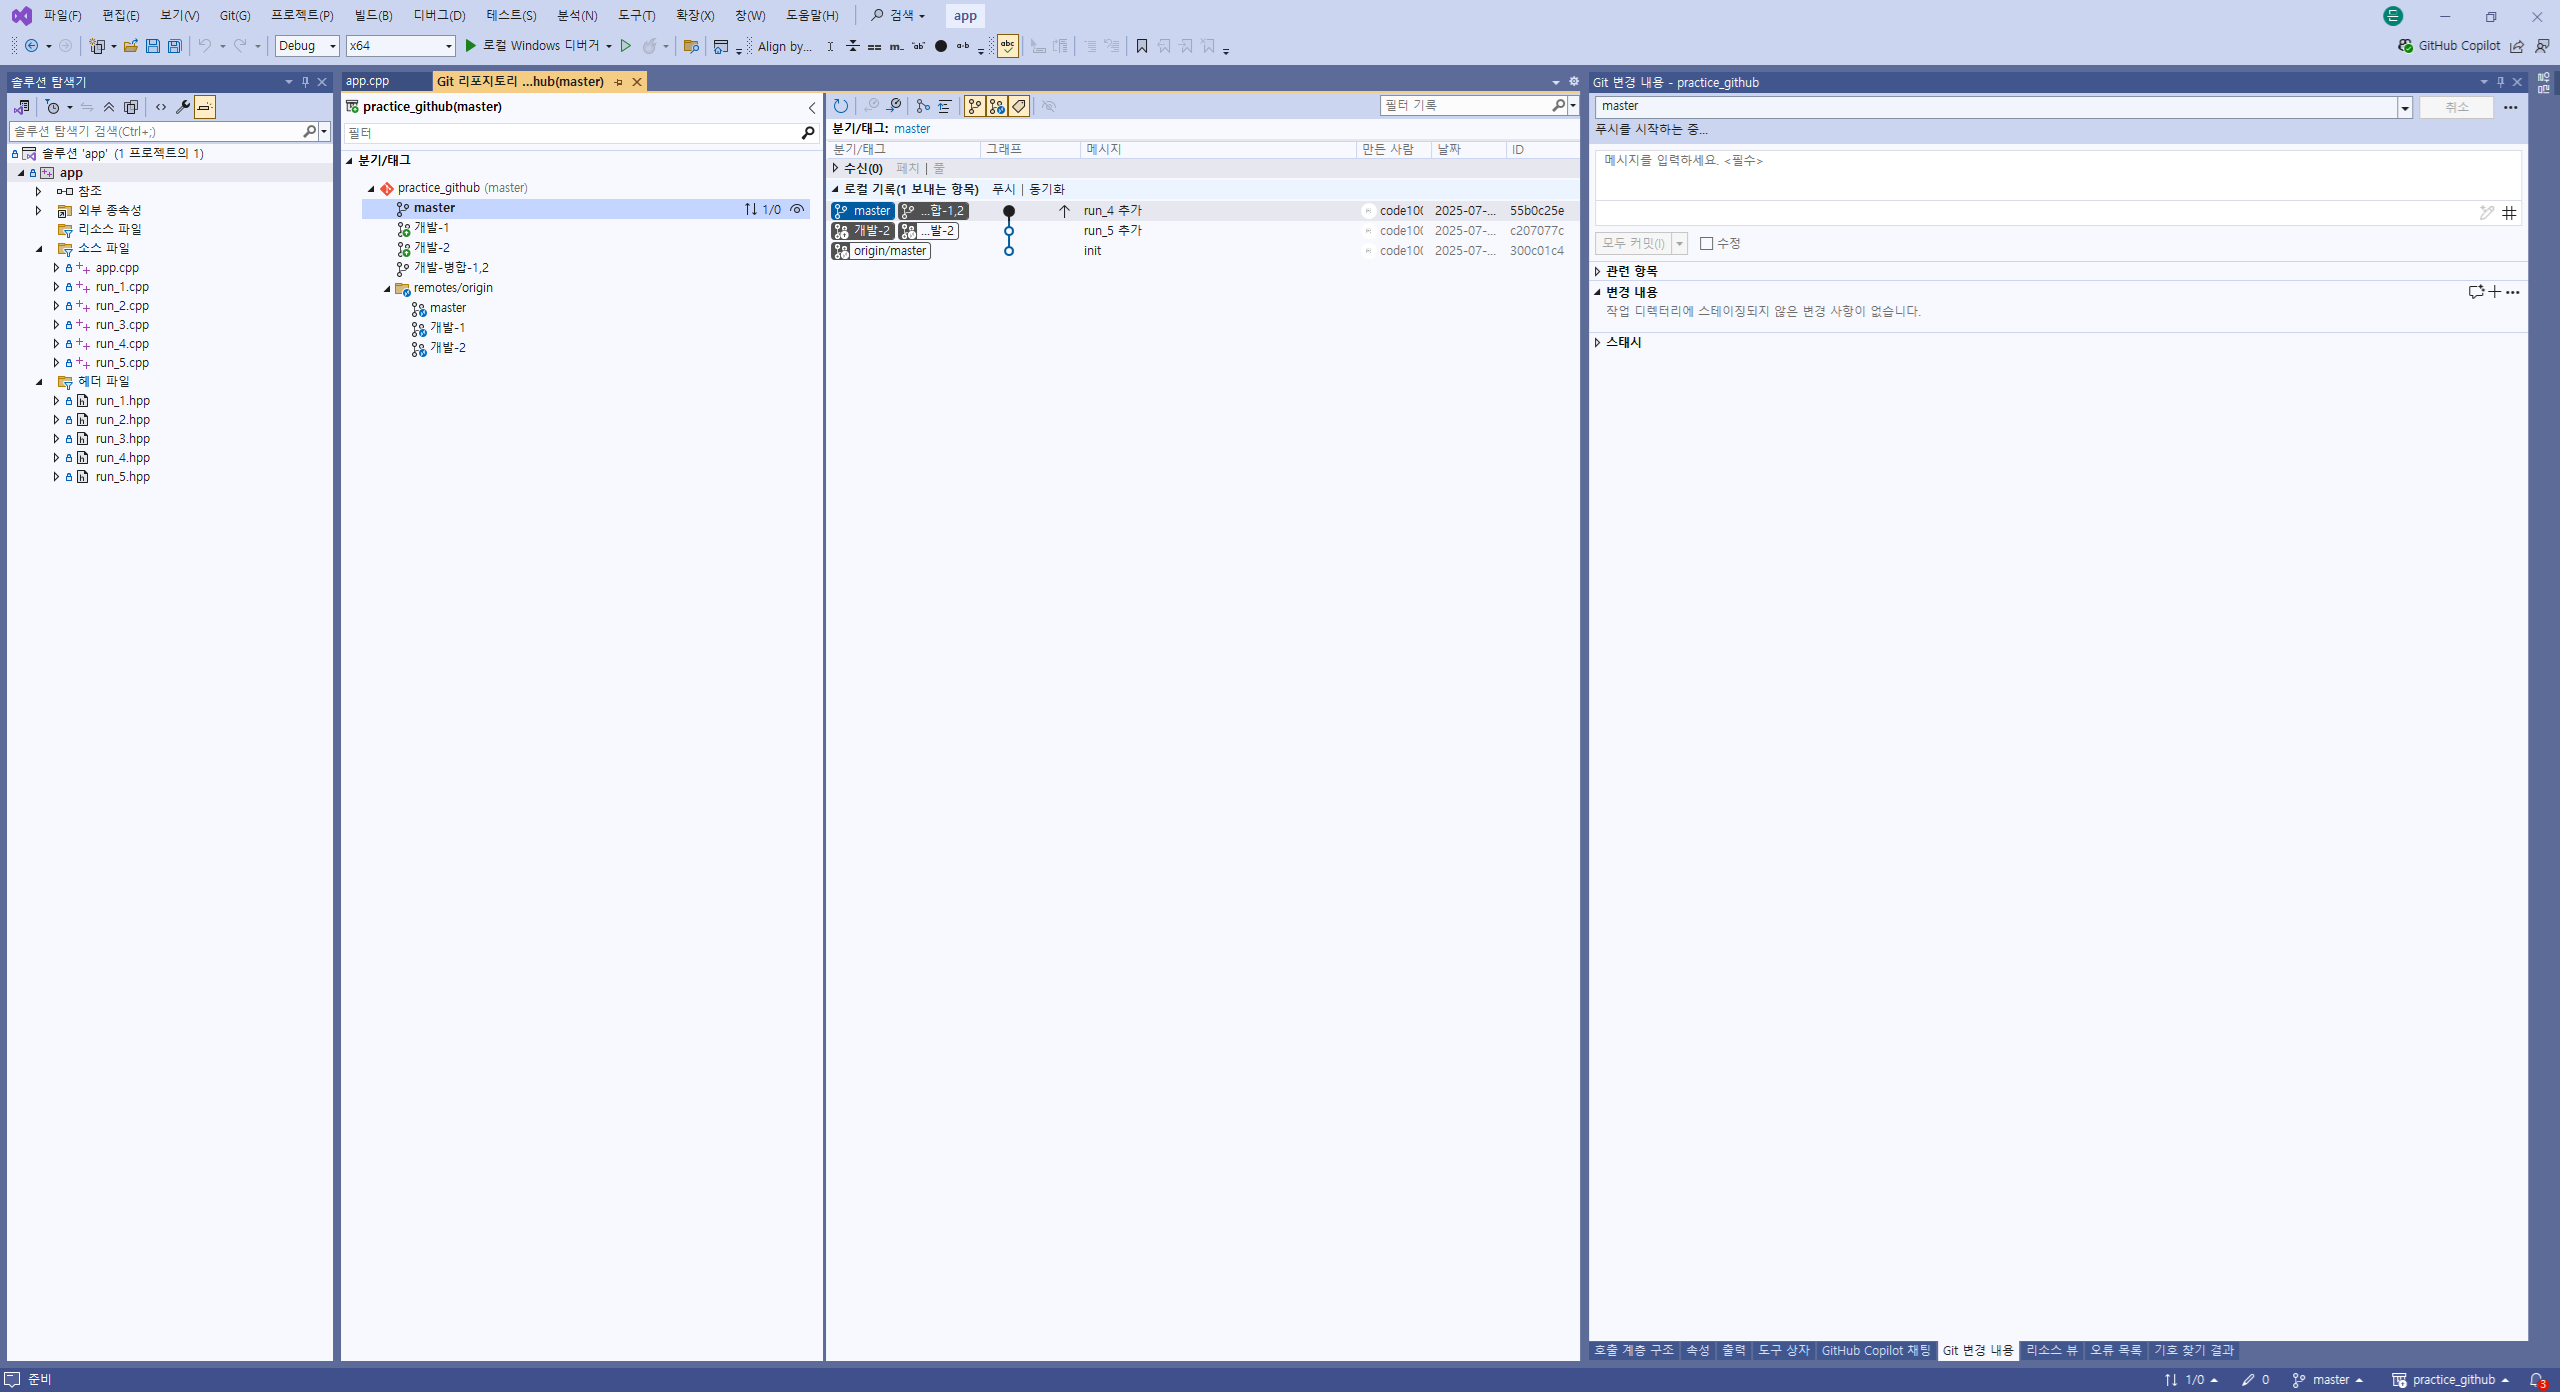 파일(F) 편집(E) 보기(V) Git(G) 프로젝트(P) 빌드(B) 디버그(D) 테스트(S) 분석(N) 도구(T) 확장(X) 창(W) 도움말(H) 검색 app 든
Debug x64 로컬 Windows 디버거 Align by... GitHub Copilot
솔루션 탐색기
솔루션 탐색기 검색(Ctrl+;)
솔루션 'app' (1 프로젝트의 1)
app
참조
외부 종속성
리소스 파일
소스 파일
app.cpp
run_1.cpp
run_2.cpp
run_3.cpp
run_4.cpp
run_5.cpp
헤더 파일
run_1.hpp
run_2.hpp
run_3.hpp
run_4.hpp
run_5.hpp
app.cpp Git 리포지토리 ...hub(master)
practice_github(master)
필터
분기/태그
practice_github (master)
master 1/0
개발-1
개발-2
개발-병합-1,2
remotes/origin
master
개발-1
개발-2
필터 기록
분기/태그: master
분기/태그 그래프 메시지 만든 사람 날짜 ID
수신(0) 페치 | 풀
로컬 기록(1 보내는 항목) 푸시 | 동기화
master ...합-1,2 run_4 추가 code10( 2025-07-... 55b0c25e
개발-2 ...발-2 run_5 추가 code10( 2025-07-... c207077c
origin/master init code10( 2025-07-... 300c01c4
Git 변경 내용 - practice_github
master 취소
푸시를 시작하는 중...
메시지를 입력하세요. <필수>
모두 커밋(I) 수정
관련 항목
변경 내용
작업 디렉터리에 스테이징되지 않은 변경 사항이 없습니다.
스태시
호출 계층 구조 속성 출력 도구 상자 GitHub Copilot 채팅 Git 변경 내용 리소스 뷰 오류 목록 기호 찾기 결과
준비 1/0 0 master practice_github 3